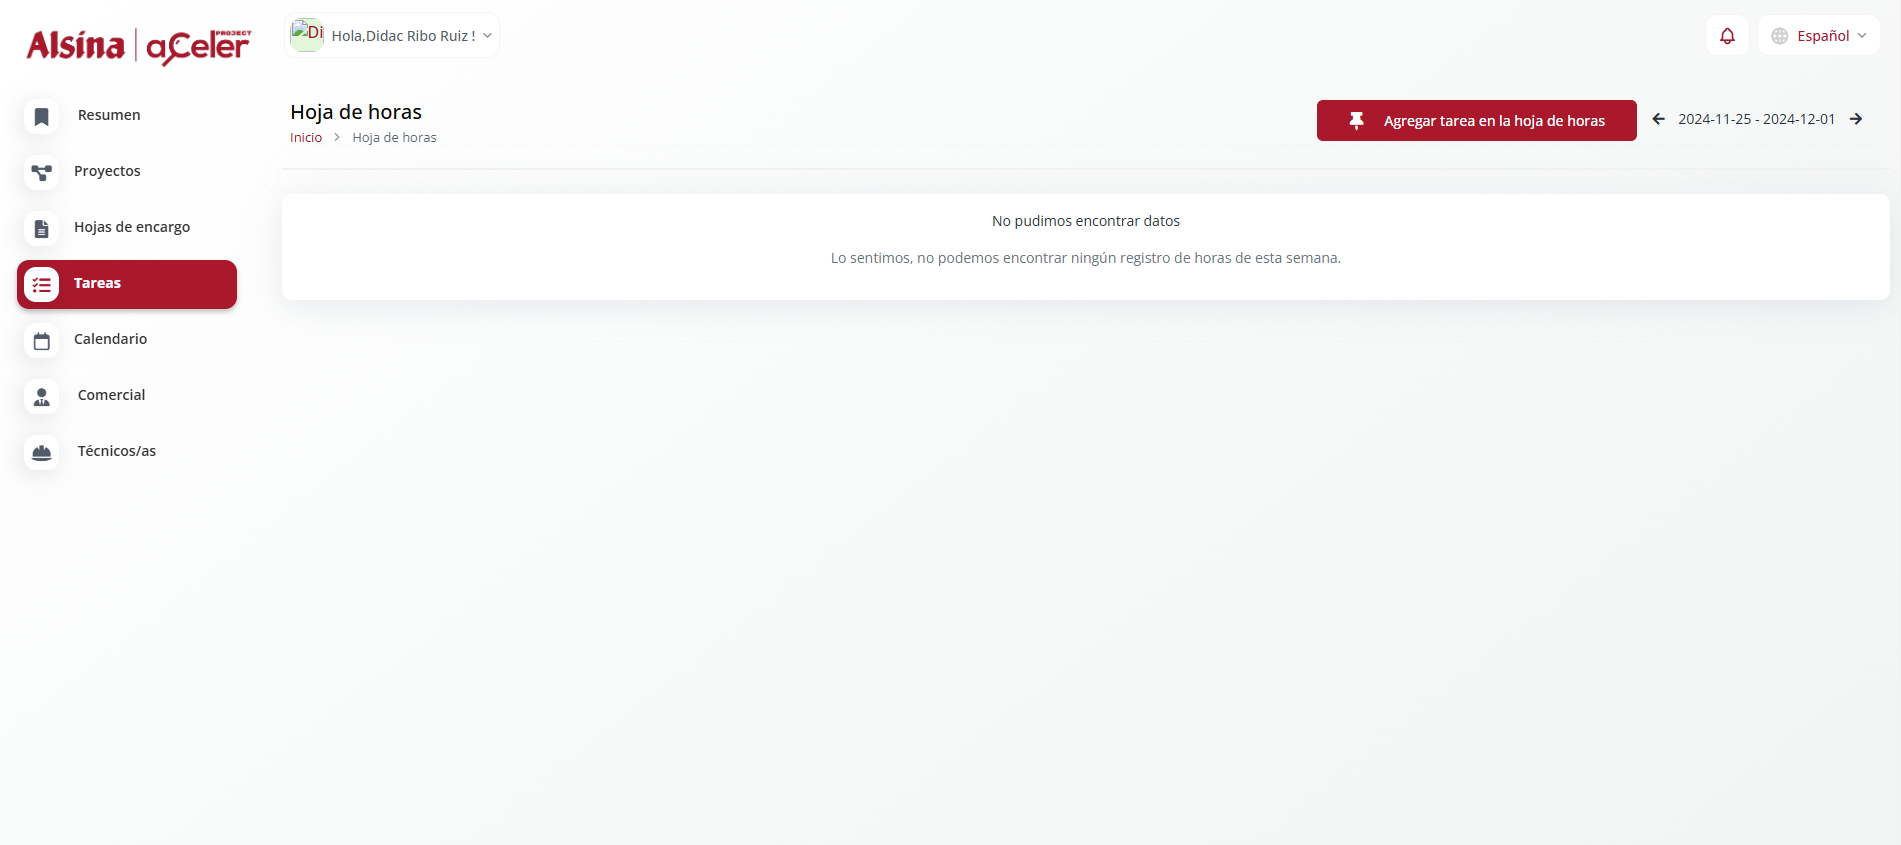 Alsina | aCeler PROJECT
Di
Hola,Didac Ribo Ruiz !
Español
Resumen
Proyectos
Hojas de encargo
Tareas
Calendario
Comercial
Técnicos/as
Hoja de horas
Inicio > Hoja de horas
Agregar tarea en la hoja de horas
2024-11-25 - 2024-12-01
No pudimos encontrar datos
Lo sentimos, no podemos encontrar ningún registro de horas de esta semana.